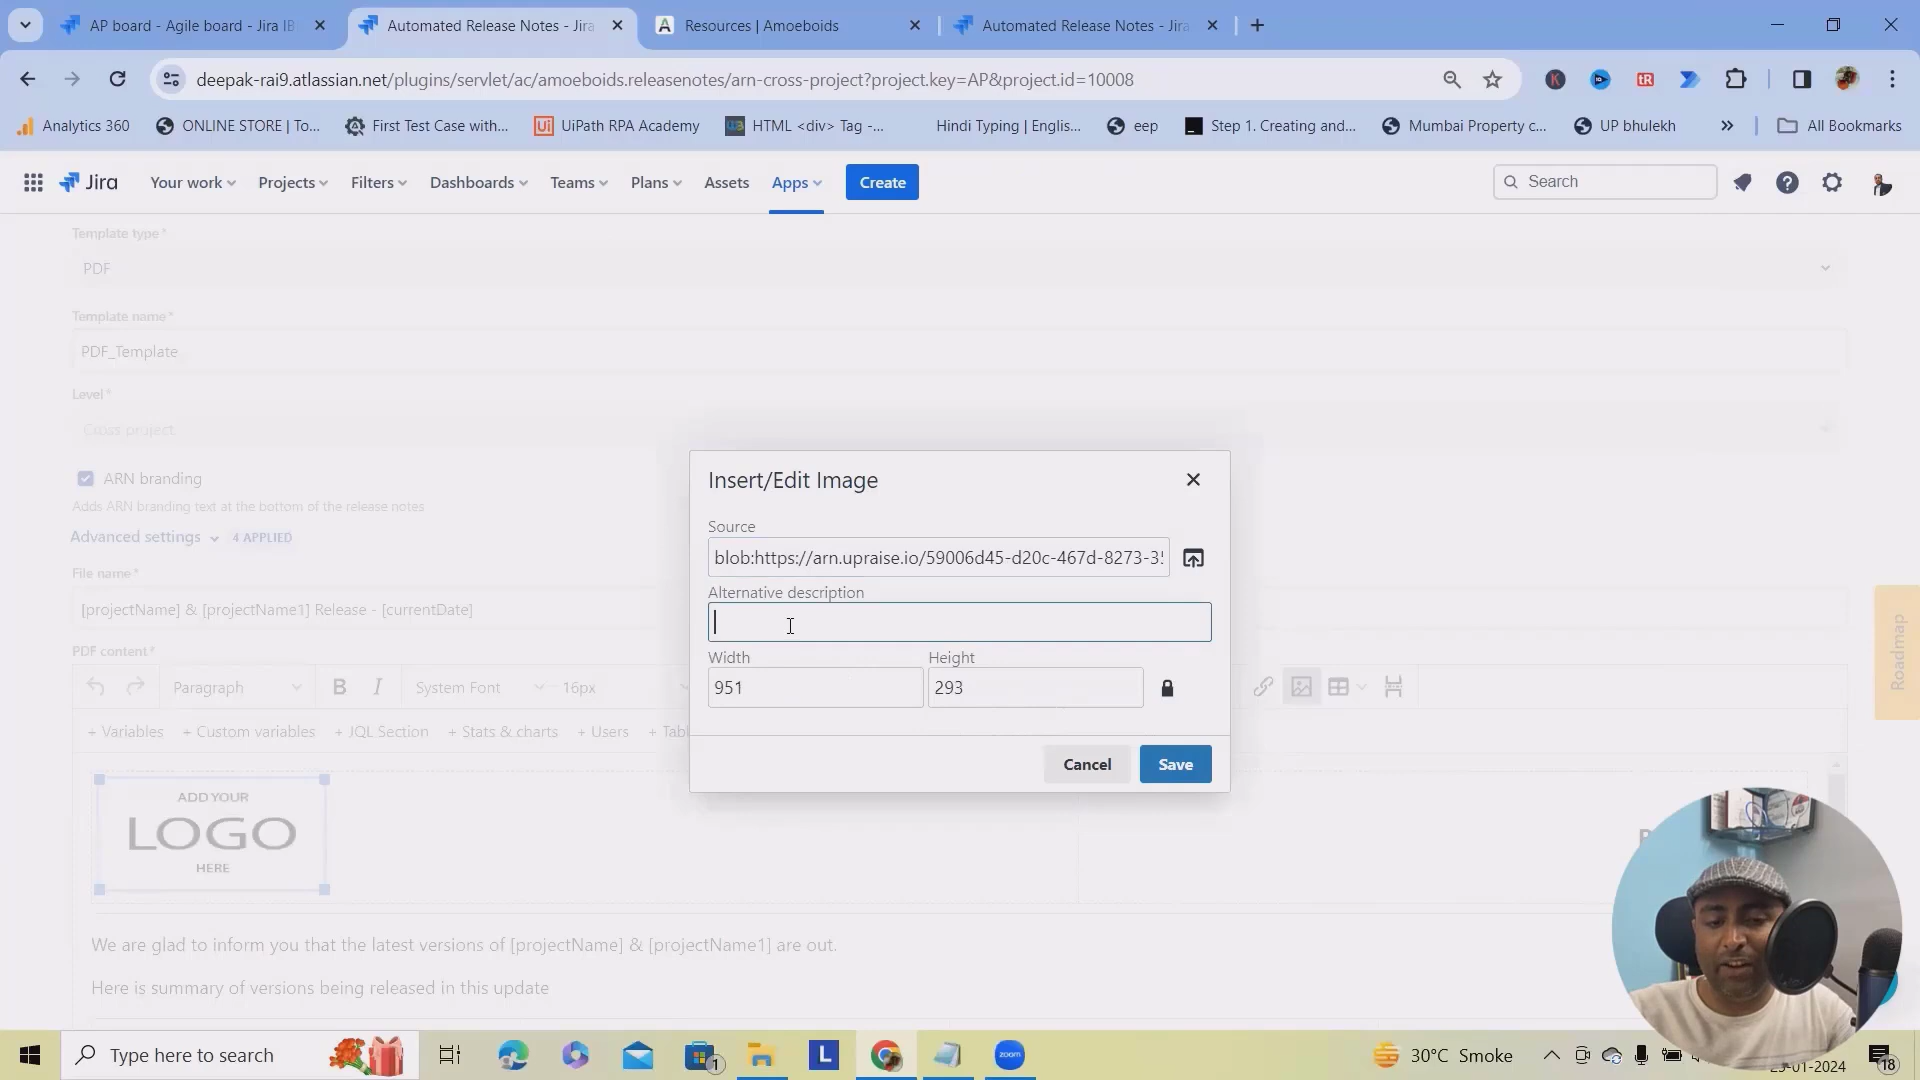 AP board - Agile board - Jira IB
Automated Release Notes - Jira
Resources | Amoeboids
Automated Release Notes - Jira
deepak-rai9.atlassian.net/plugins/servlet/ac/amoeboids.releasenotes/arn-cross-project?project.key=AP&project.id=10008
Analytics 360
ONLINE STORE | To...
First Test Case with...
UiPath RPA Academy
HTML <div> Tag -...
Hindi Typing | Englis...
eep
Step 1. Creating and...
Mumbai Property c...
UP bhulekh
All Bookmarks
Jira
Your work
Projects
Filters
Dashboards
Teams
Plans
Assets
Apps
Create
Search
Template type*
PDF
Template name*
PDF_Template
Level*
Cross project
ARN branding
Adds ARN branding text at the bottom of the release notes
Advanced settings 4 APPLIED
File name*
[projectName] & [projectName1] Release - [currentDate]
PDF content*
Paragraph
B I
System Font
16px
+ Variables + Custom variables + JQL Section + Stats & charts + Users
Insert/Edit Image
Source
blob:https://arn.upraise.io/59006d45-d20c-467d-8273-3
Alternative description
Width Height
951 293
Cancel Save
ADD YOUR
LOGO
HERE
We are glad to inform you that the latest versions of [projectName] & [projectName1] are out.
Here is summary of versions being released in this update
Roadmap
Type here to search
zoom
1
30°C Smoke
18